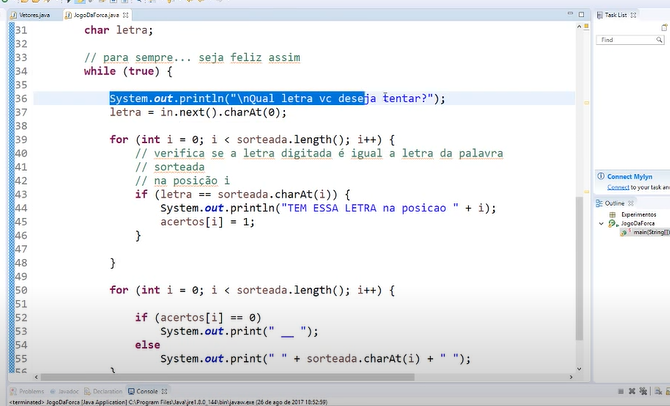 Vetores.java
JogoDaForca.java
Task List
31 char letra;
Find
32
33 // para sempre... seja feliz assim
34 while (true) {
35
36 System.out.println("\nQual letra vc deseja tentar?");
37 letra = in.next().charAt(0);
38
39 for (int i = 0; i < sorteada.length(); i++) {
40 // verifica se a letra digitada é igual a letra da palavra
41 // sorteada
42 // na posição i
43 if (letra == sorteada.charAt(i)) {
44 System.out.println("TEM ESSA LETRA na posicao " + i);
45 acertos[i] = 1;
46 }
47
48 }
49
50 for (int i = 0; i < sorteada.length(); i++) {
51
52 if (acertos[i] == 0)
53 System.out.print(" __ ");
54 else
55 System.out.print(" " + sorteada.charAt(i) + " ");
56 }
Connect Mylyn
Connect to your task and
Outline
Experimentos
JogoDaForca
main(String[])
Problems
Javadoc
Declaration
Console
<terminated> JogoDaForca [Java Application] C:\Program Files\Java\jre1.8.0_144\bin\javaw.exe (26 de ago de 2017 18:52:59)